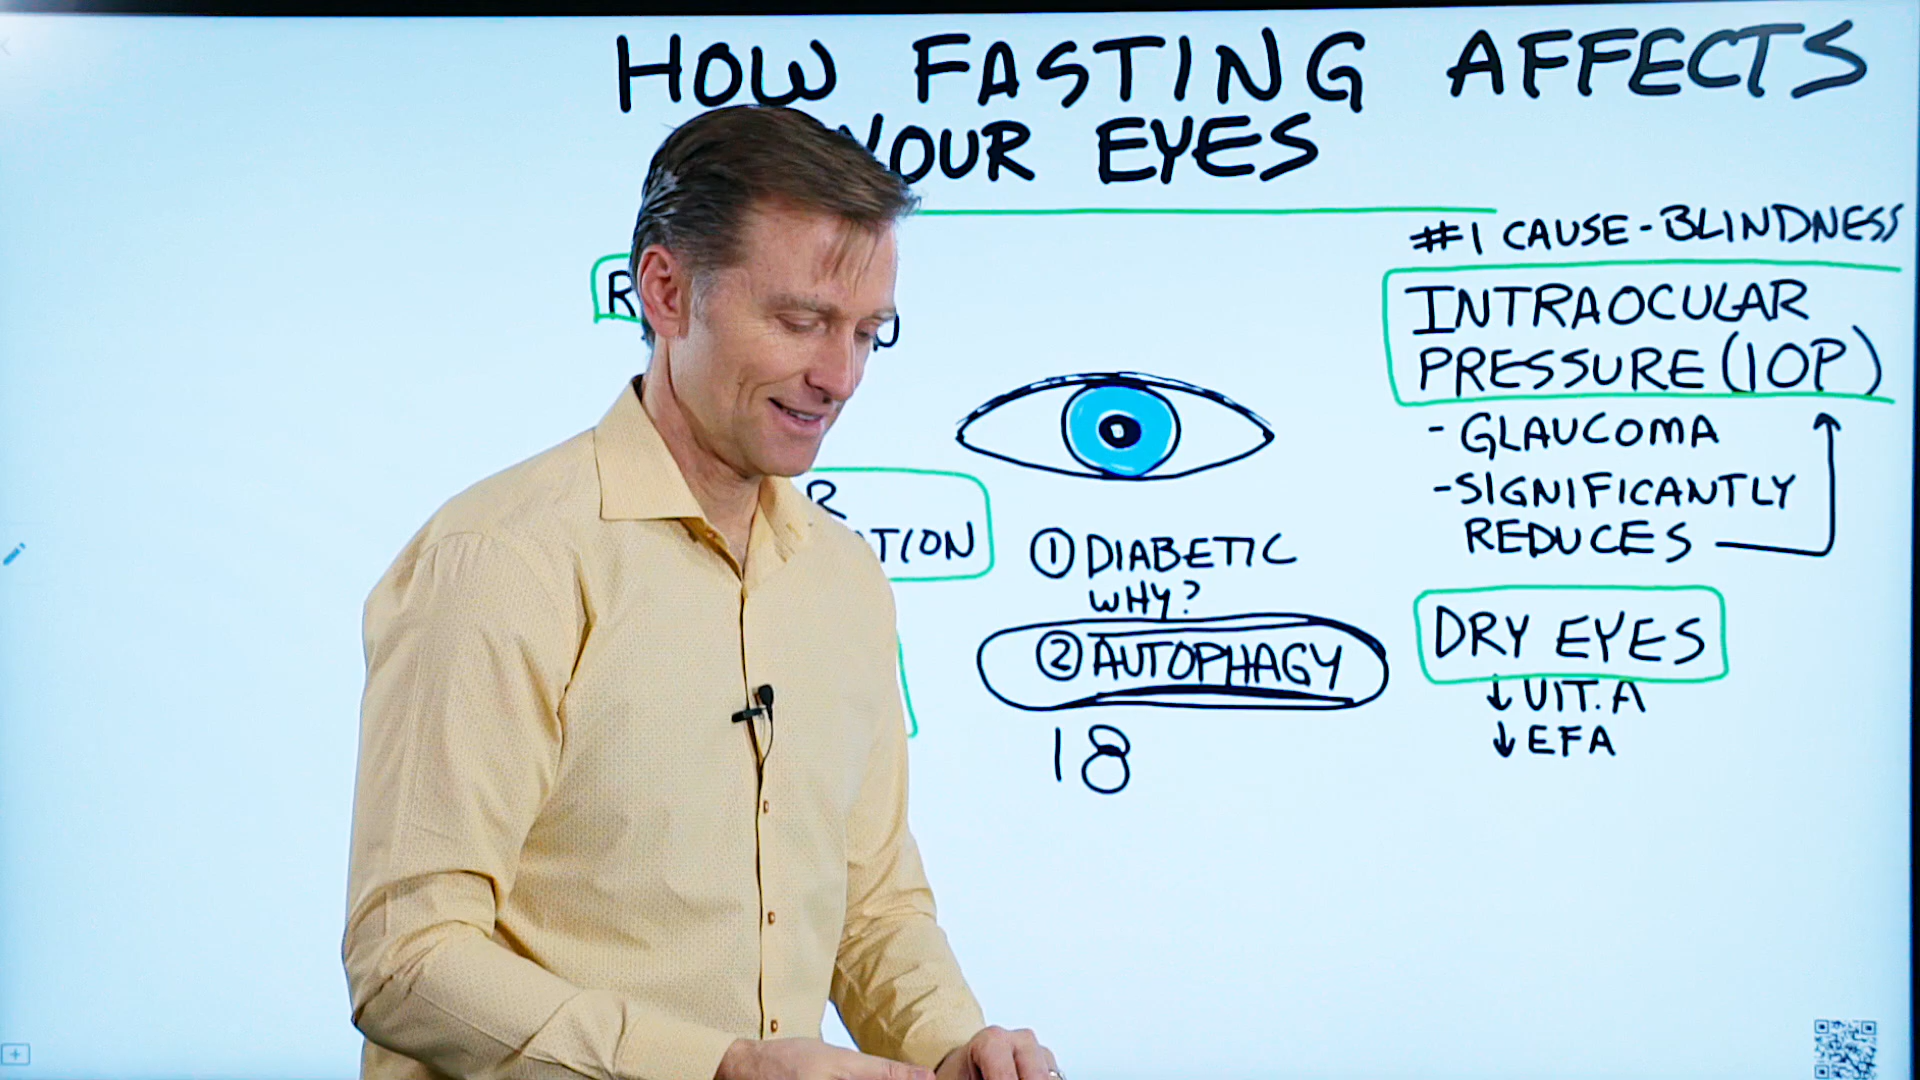 HOW FASTING AFFECTS
YOUR EYES
#1 CAUSE-BLINDNESS
INTRAOCULAR
PRESSURE (IOP)
-GLAUCOMA
-SIGNIFICANTLY
REDUCES
① DIABETIC
WHY?
② AUTOPHAGY
18
DRY EYES
↓ VIT. A
↓ EFA